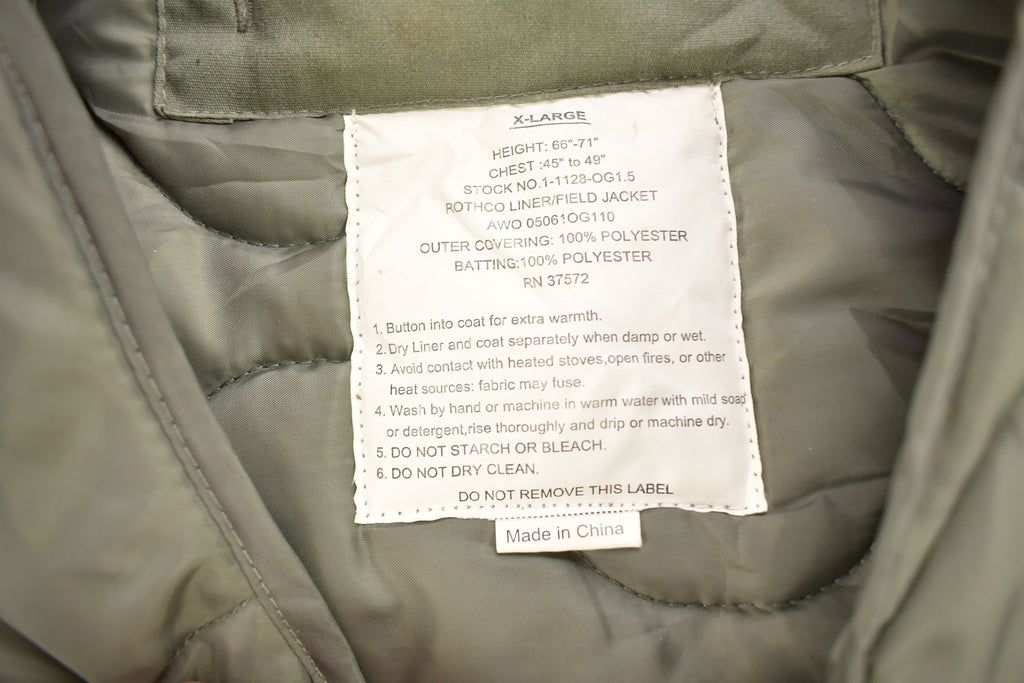 X-LARGE
HEIGHT: 66"-71"
CHEST :45" to 49"
STOCK NO.1-1128-OG1.5
ROTHCO LINER/FIELD JACKET
AWO 05061OG110
OUTER COVERING: 100% POLYESTER
BATTING:100% POLYESTER
RN 37572
1. Button into coat for extra warmth.
2. Dry Liner and coat separately when damp or wet.
3. Avoid contact with heated stoves,open fires, or other
heat sources: fabric may fuse.
4. Wash by hand or machine in warm water with mild soap
or detergent,rise thoroughly and drip or machine dry.
5. DO NOT STARCH OR BLEACH.
6. DO NOT DRY CLEAN.
DO NOT REMOVE THIS LABEL
Made in China